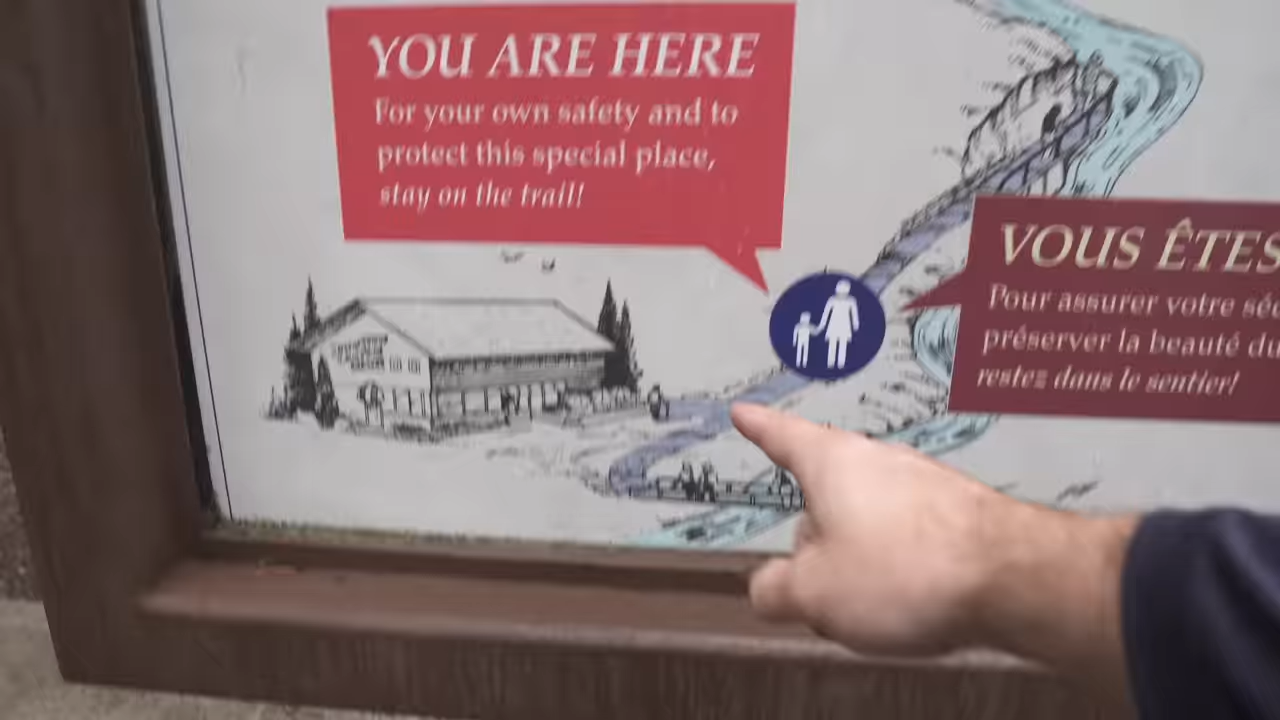 YOU ARE HERE
For your own safety and to
protect this special place,
stay on the trail!
VOUS ÊTES
Pour assurer votre
préserver la beauté du
restez dans le sentier!